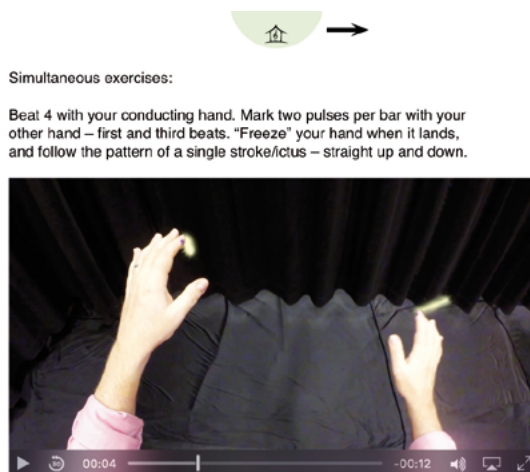 Simultaneous exercises:
Beat 4 with your conducting hand. Mark two pulses per bar with your
other hand – first and third beats. “Freeze” your hand when it lands,
and follow the pattern of a single stroke/ictus – straight up and down.
30
00:04
-00:12